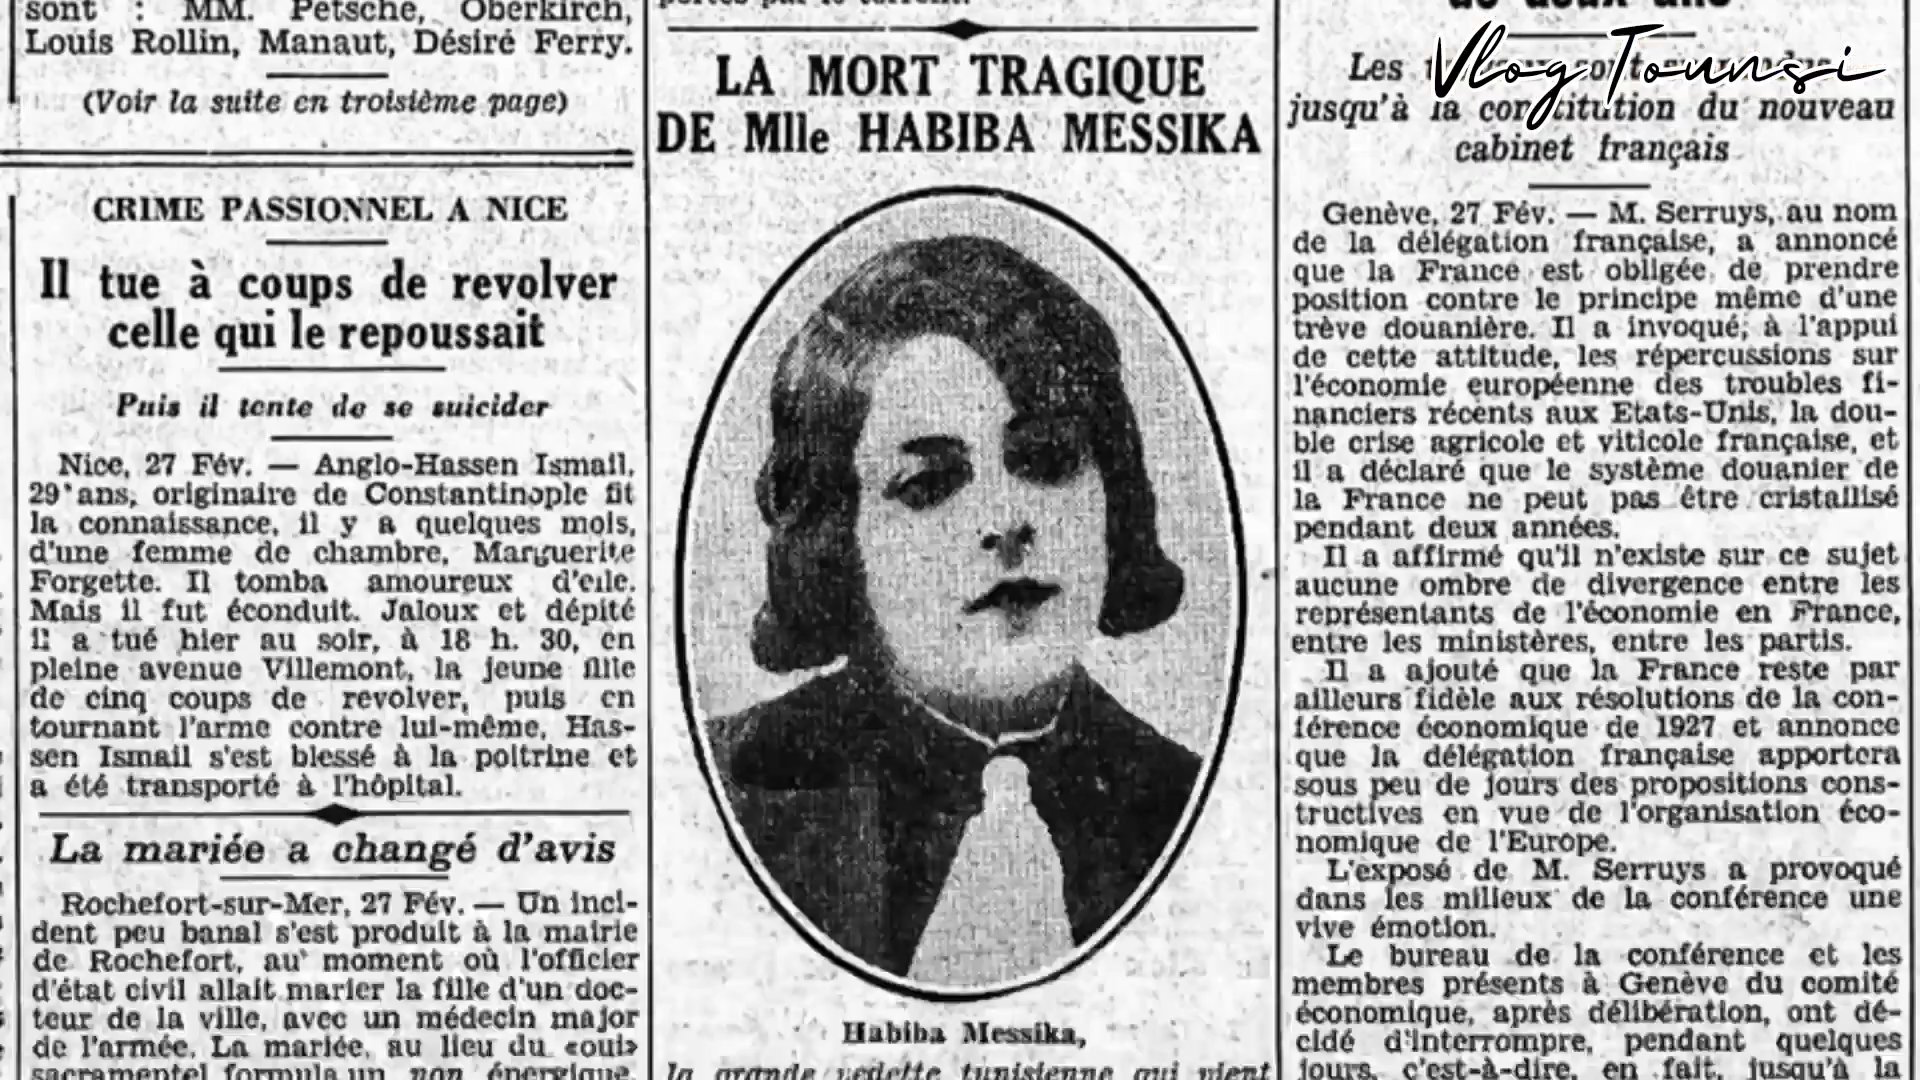 sont : MM. Petsche, Oberkirch,
Louis Rollin, Manaut, Désiré Ferry.
(Voir la suite en troisième page)
CRIME PASSIONNEL A NICE
Il tue à coups de revolver
celle qui le repoussait
Puis il tente de se suicider
Nice, 27 Fév. — Anglo-Hassen Ismail,
29 ans, originaire de Constantinople fit
la connaissance, il y a quelques mois,
d'une femme de chambre, Marguerite
Forgette. Il tomba amoureux d'elle.
Mais il fut éconduit. Jaloux et dépité
il a tué hier au soir, à 18 h. 30, en
pleine avenue Villemont, la jeune fille
de cinq coups de revolver, puis en
tournant l'arme contre lui-même, Has-
sen Ismail s'est blessé à la poitrine et
a été transporté à l'hôpital.
La mariée a changé d'avis
Rochefort-sur-Mer, 27 Fév. — Un inci-
dent peu banal s'est produit à la mairie
de Rochefort, au moment où l'officier
d'état civil allait marier la fille d'un doc-
teur de la ville, avec un médecin major
de l'armée. La mariée, au lieu du «oui»
sacramentel formula un non énergique.
LA MORT TRAGIQUE
DE Mlle HABIBA MESSIKA
Habiba Messika,
la grande vedette tunisienne qui vient
de deux ans
Les
jusqu'à la constitution du nouveau
cabinet français
Vlog Tounsi
Genève, 27 Fév. — M. Serruys, au nom
de la délégation française, a annoncé
que la France est obligée de prendre
position contre le principe même d'une
trève douanière. Il a invoqué, à l'appui
de cette attitude, les répercussions sur
l'économie européenne des troubles fi-
nanciers récents aux Etats-Unis, la dou-
ble crise agricole et viticole française, et
il a déclaré que le système douanier de
la France ne peut pas être cristallisé
pendant deux années.
Il a affirmé qu'il n'existe sur ce sujet
aucune ombre de divergence entre les
représentants de l'économie en France,
entre les ministères, entre les partis.
Il a ajouté que la France reste par
ailleurs fidèle aux résolutions de la con-
férence économique de 1927 et annonce
que la délégation française apportera
sous peu de jours des propositions cons-
tructives en vue de l'organisation éco-
nomique de l'Europe.
L'exposé de M. Serruys a provoqué
dans les milieux de la conférence une
vive émotion.
Le bureau de la conférence et les
membres présents à Genève du comité
économique, après délibération, ont dé-
cidé d'interrompre, pendant quelques
jours, c'est-à-dire, en fait, jusqu'à la